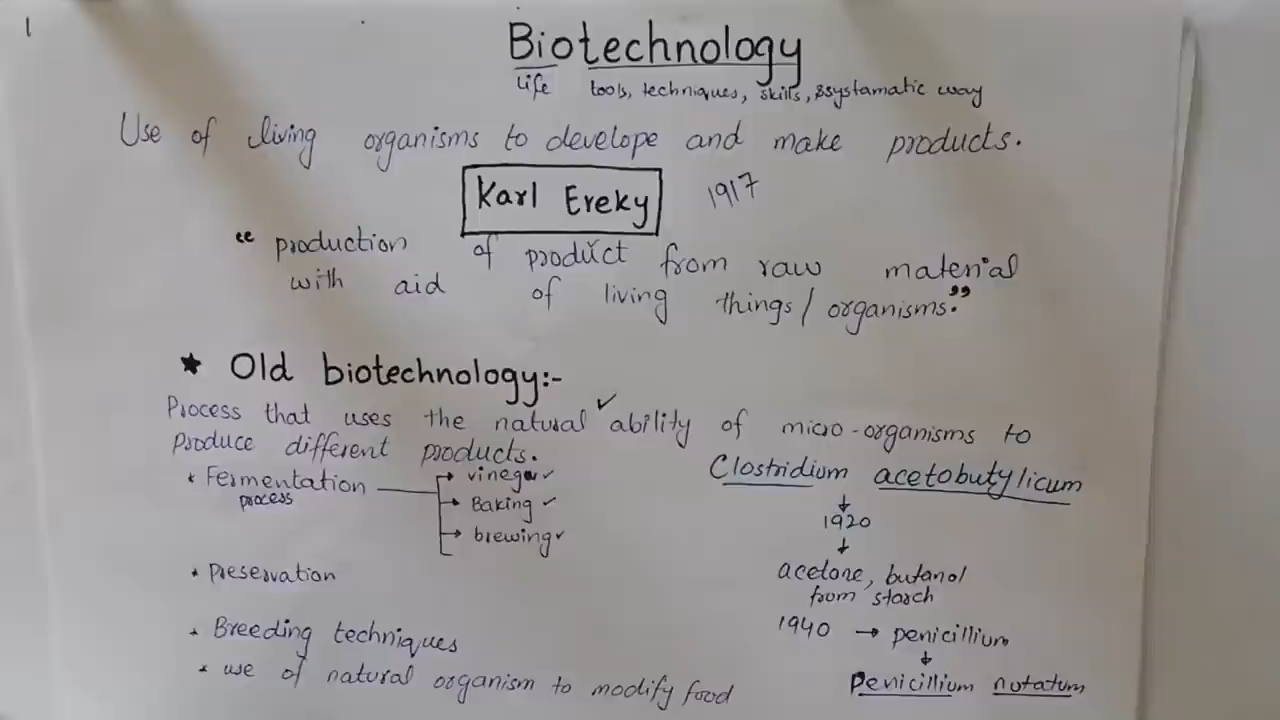 1
Biotechnology
Life tools, techniques, skills, &systamatic way
Use of living organisms to develope and make products.
Karl Ereky 1917
“ production of product from raw material
with aid of living things/ organisms.”
★ Old biotechnology:-
Process that uses the natural ✓ ability of micro-organisms to
produce different products.
* Fermentation → vinegar ✓
process → Baking ✓
→ brewing ✓
* Preservation
* Breeding techniques
* use of natural organism to modify food
Clostridium acetobutylicum
↓
1920
↓
acetone, butanol
from starch
1940 → penicillium
↓
Penicillium notatum